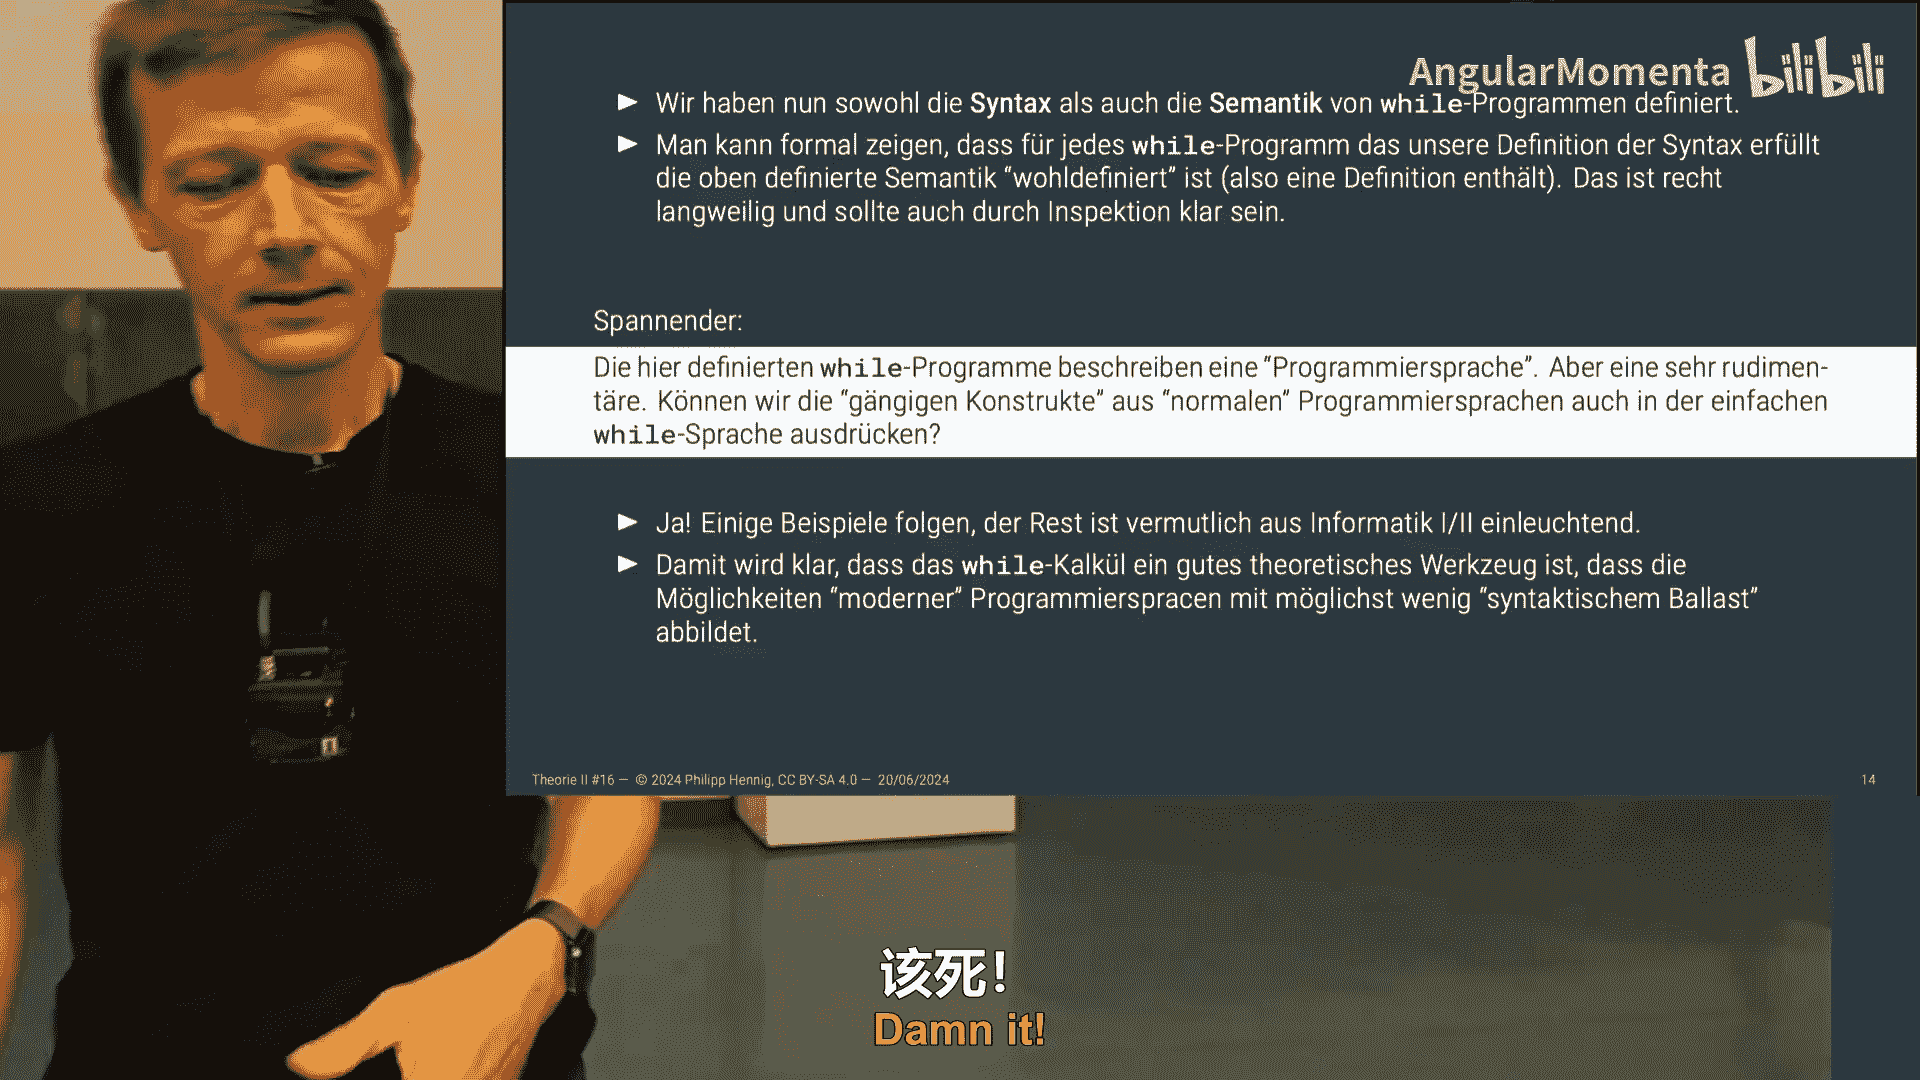 AngularMomenta bilibili
► Wir haben nun sowohl die Syntax als auch die Semantik von while-Programmen definiert.
► Man kann formal zeigen, dass für jedes while-Programm das unsere Definition der Syntax erfüllt
die oben definierte Semantik “wohldefiniert” ist (also eine Definition enthält). Das ist recht
langweilig und sollte auch durch Inspektion klar sein.
Spannender:
Die hier definierten while-Programme beschreiben eine “Programmiersprache”. Aber eine sehr rudimen-
täre. Können wir die “gängigen Konstrukte” aus “normalen” Programmiersprachen auch in der einfachen
while-Sprache ausdrücken?
► Ja! Einige Beispiele folgen, der Rest ist vermutlich aus Informatik I/II einleuchtend.
► Damit wird klar, dass das while-Kalkül ein gutes theoretisches Werkzeug ist, dass die
Möglichkeiten “moderner” Programmierspracen mit möglichst wenig “syntaktischem Ballast”
abbildet.
Theorie II #16 — © 2024 Philipp Hennig, CC BY-SA 4.0 — 20/06/2024
14
该死！
Damn it!